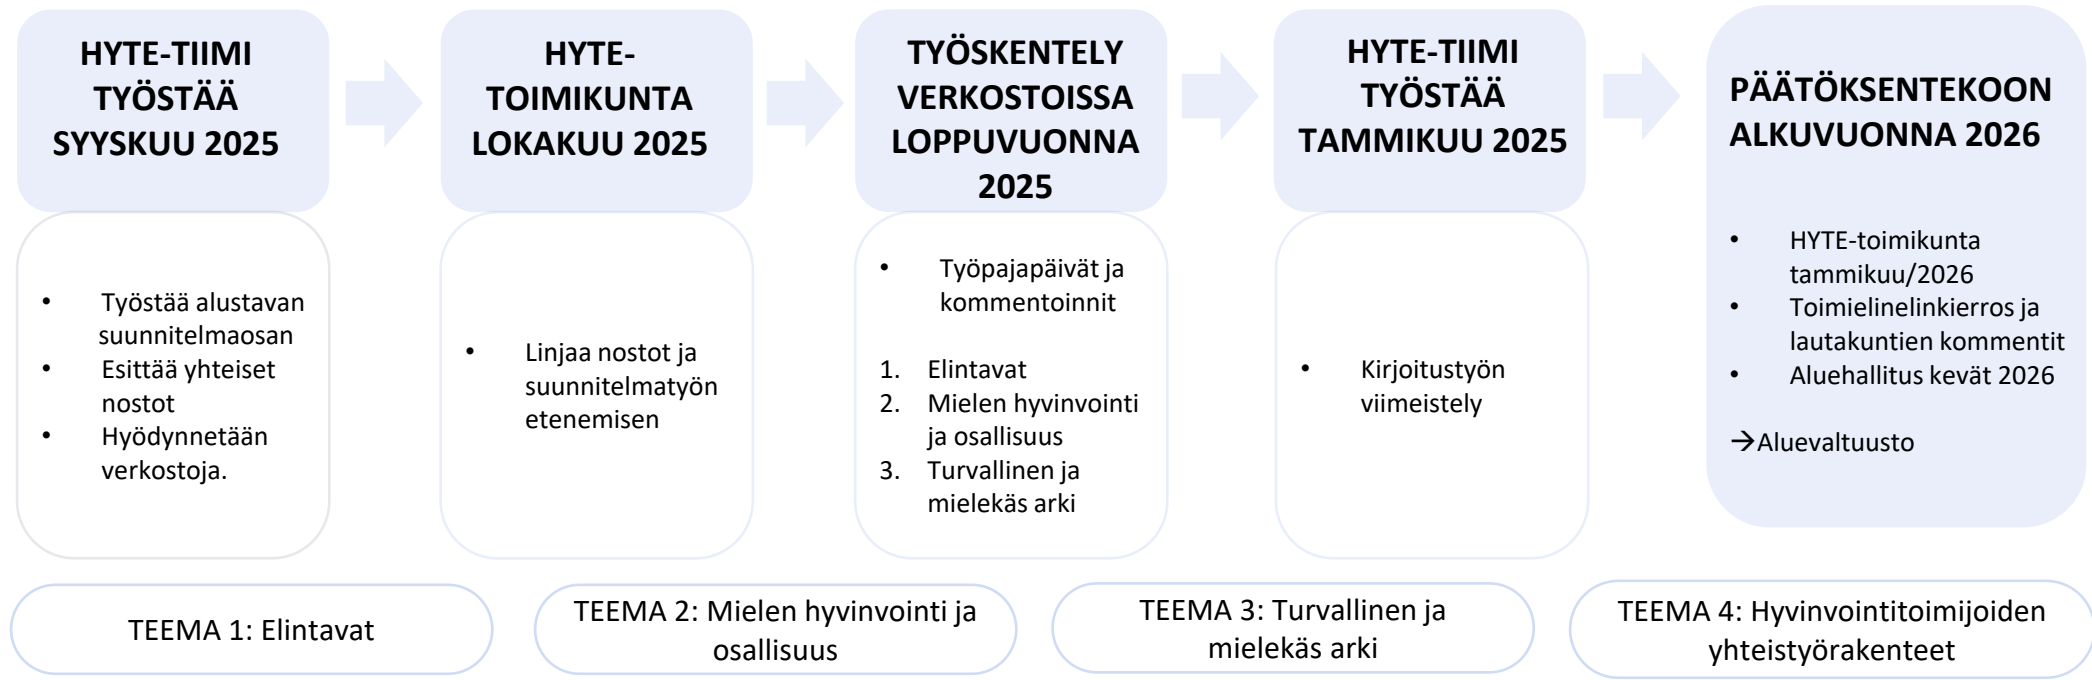 HYTE-TIIMI
TYÖSTÄÄ
SYYSKUU 2025
• Työstää alustavan
suunnitelmaosan
• Esittää yhteiset
nostot
• Hyödynnetään
verkostoja.
HYTE-
TOIMIKUNTA
LOKAKUU 2025
• Linjaa nostot ja
suunnitelmatyön
etenemisen
TYÖSKENTELY
VERKOSTOISSA
LOPPUVUONNA
2025
• Työpajapäivät ja
kommentoinnit
1. Elintavat
2. Mielen hyvinvointi
ja osallisuus
3. Turvallinen ja
mielekäs arki
HYTE-TIIMI
TYÖSTÄÄ
TAMMIKUU 2025
• Kirjoitustyön
viimeistely
PÄÄTÖKSENTEKOON
ALKUVUONNA 2026
• HYTE-toimikunta
tammikuu/2026
• Toimielinelinkierros ja
lautakuntien kommentit
• Aluehallitus kevät 2026
→Aluevaltuusto
TEEMA 1: Elintavat
TEEMA 2: Mielen hyvinvointi ja
osallisuus
TEEMA 3: Turvallinen ja
mielekäs arki
TEEMA 4: Hyvinvointitoimijoiden
yhteistyörakenteet